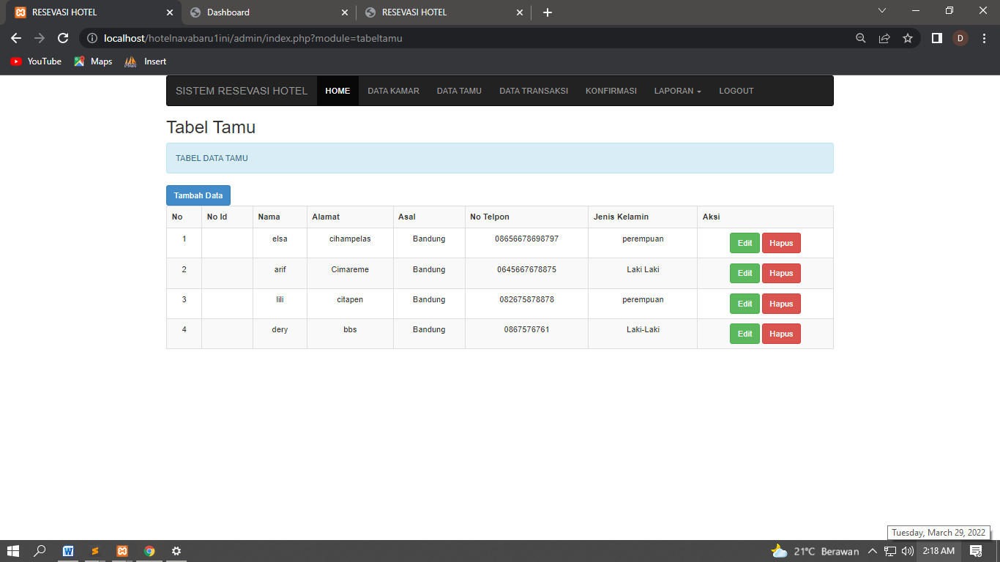 RESEVASI HOTEL
Dashboard
RESEVASI HOTEL
localhost/hotelnavabaru1ini/admin/index.php?module=tabeltamu
D
YouTube Maps Insert
SISTEM RESEVASI HOTEL HOME DATA KAMAR DATA TAMU DATA TRANSAKSI KONFIRMASI LAPORAN LOGOUT
Tabel Tamu
TABEL DATA TAMU
Tambah Data
No No Id Nama Alamat Asal No Telpon Jenis Kelamin Aksi
1 elsa cihampelas Bandung 08656678698797 perempuan Edit Hapus
2 arif Cimareme Bandung 0645667678875 Laki Laki Edit Hapus
3 lili citapen Bandung 082675878878 perempuan Edit Hapus
4 dery bbs Bandung 0867576761 Laki-Laki Edit Hapus
Tuesday, March 29, 2022
21°C Berawan 2:18 AM